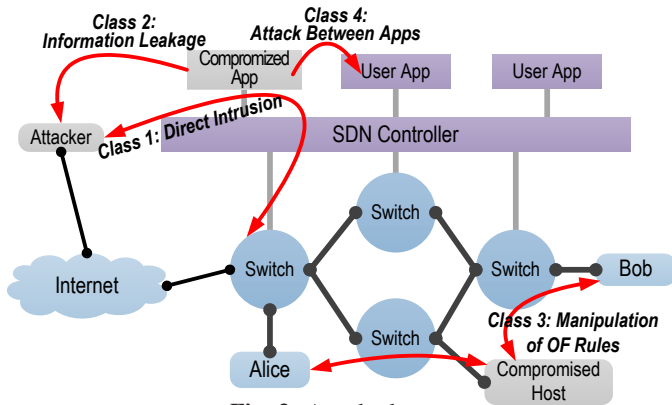 Class 2:
Information Leakage
Class 4:
Attack Between Apps
Compromized
App
User App
User App
Attacker
Class 1: Direct Intrusion
SDN Controller
Switch
Internet
Switch
Switch
Bob
Switch
Class 3: Manipulation
of OF Rules
Alice
Compromised
Host